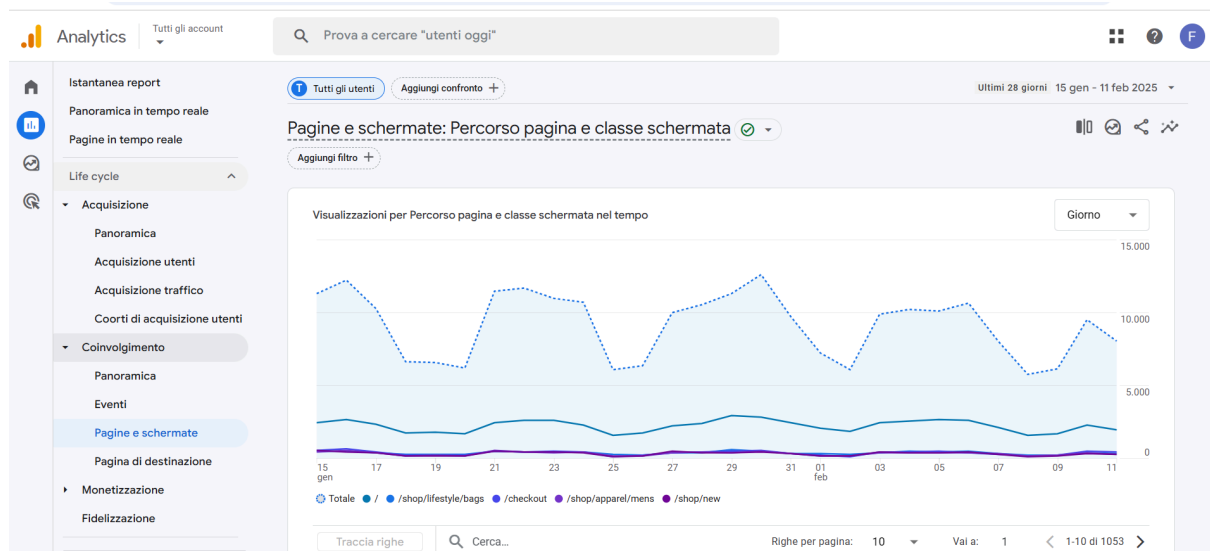 Analytics
Tutti gli account
Prova a cercare "utenti oggi"
F
Istantanea report
Panoramica in tempo reale
Pagine in tempo reale
Life cycle
Acquisizione
Panoramica
Acquisizione utenti
Acquisizione traffico
Coorti di acquisizione utenti
Coinvolgimento
Panoramica
Eventi
Pagine e schermate
Pagina di destinazione
Monetizzazione
Fidelizzazione
T Tutti gli utenti Aggiungi confronto +
Ultimi 28 giorni 15 gen - 11 feb 2025
Pagine e schermate: Percorso pagina e classe schermata
Aggiungi filtro +
Visualizzazioni per Percorso pagina e classe schermata nel tempo
Giorno
15.000
10.000
5.000
0
15 17 19 21 23 25 27 29 31 01 03 05 07 09 11
gen feb
Totale / /shop/lifestyle/bags /checkout /shop/apparel/mens /shop/new
Traccia righe Cerca... Righe per pagina: 10 Vai a: 1 1-10 di 1053